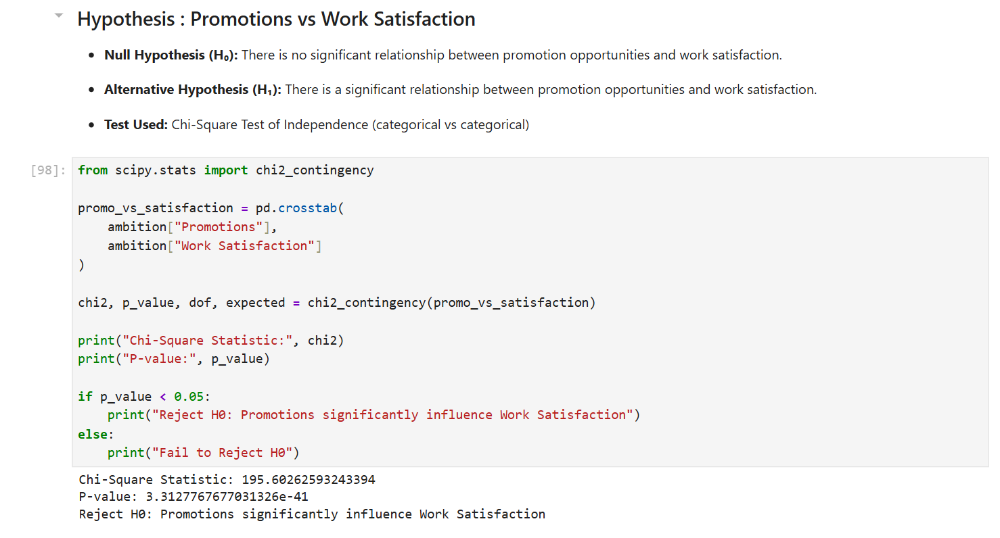 Hypothesis : Promotions vs Work Satisfaction
• Null Hypothesis (H₀): There is no significant relationship between promotion opportunities and work satisfaction.
• Alternative Hypothesis (H₁): There is a significant relationship between promotion opportunities and work satisfaction.
• Test Used: Chi-Square Test of Independence (categorical vs categorical)
[98]: from scipy.stats import chi2_contingency
promo_vs_satisfaction = pd.crosstab(
    ambition["Promotions"],
    ambition["Work Satisfaction"]
)
chi2, p_value, dof, expected = chi2_contingency(promo_vs_satisfaction)
print("Chi-Square Statistic:", chi2)
print("P-value:", p_value)
if p_value < 0.05:
    print("Reject H0: Promotions significantly influence Work Satisfaction")
else:
    print("Fail to Reject H0")
Chi-Square Statistic: 195.60262593243394
P-value: 3.3127767677031326e-41
Reject H0: Promotions significantly influence Work Satisfaction